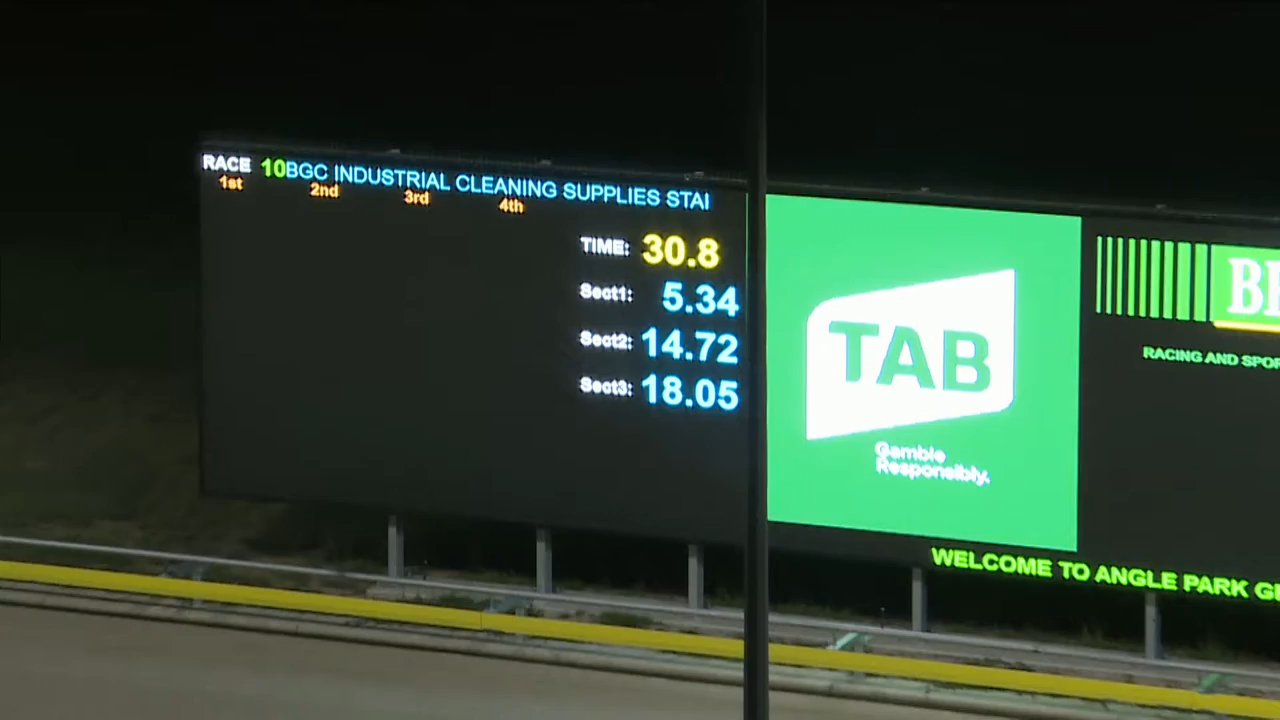 RACE 10BGC INDUSTRIAL CLEANING SUPPLIES STAI
1st 2nd 3rd 4th
TIME: 30.8
Sect1: 5.34
Sect2: 14.72
Sect3: 18.05
TAB
Gamble
Responsibly.
RACING AND SPO
WELCOME TO ANGLE PARK